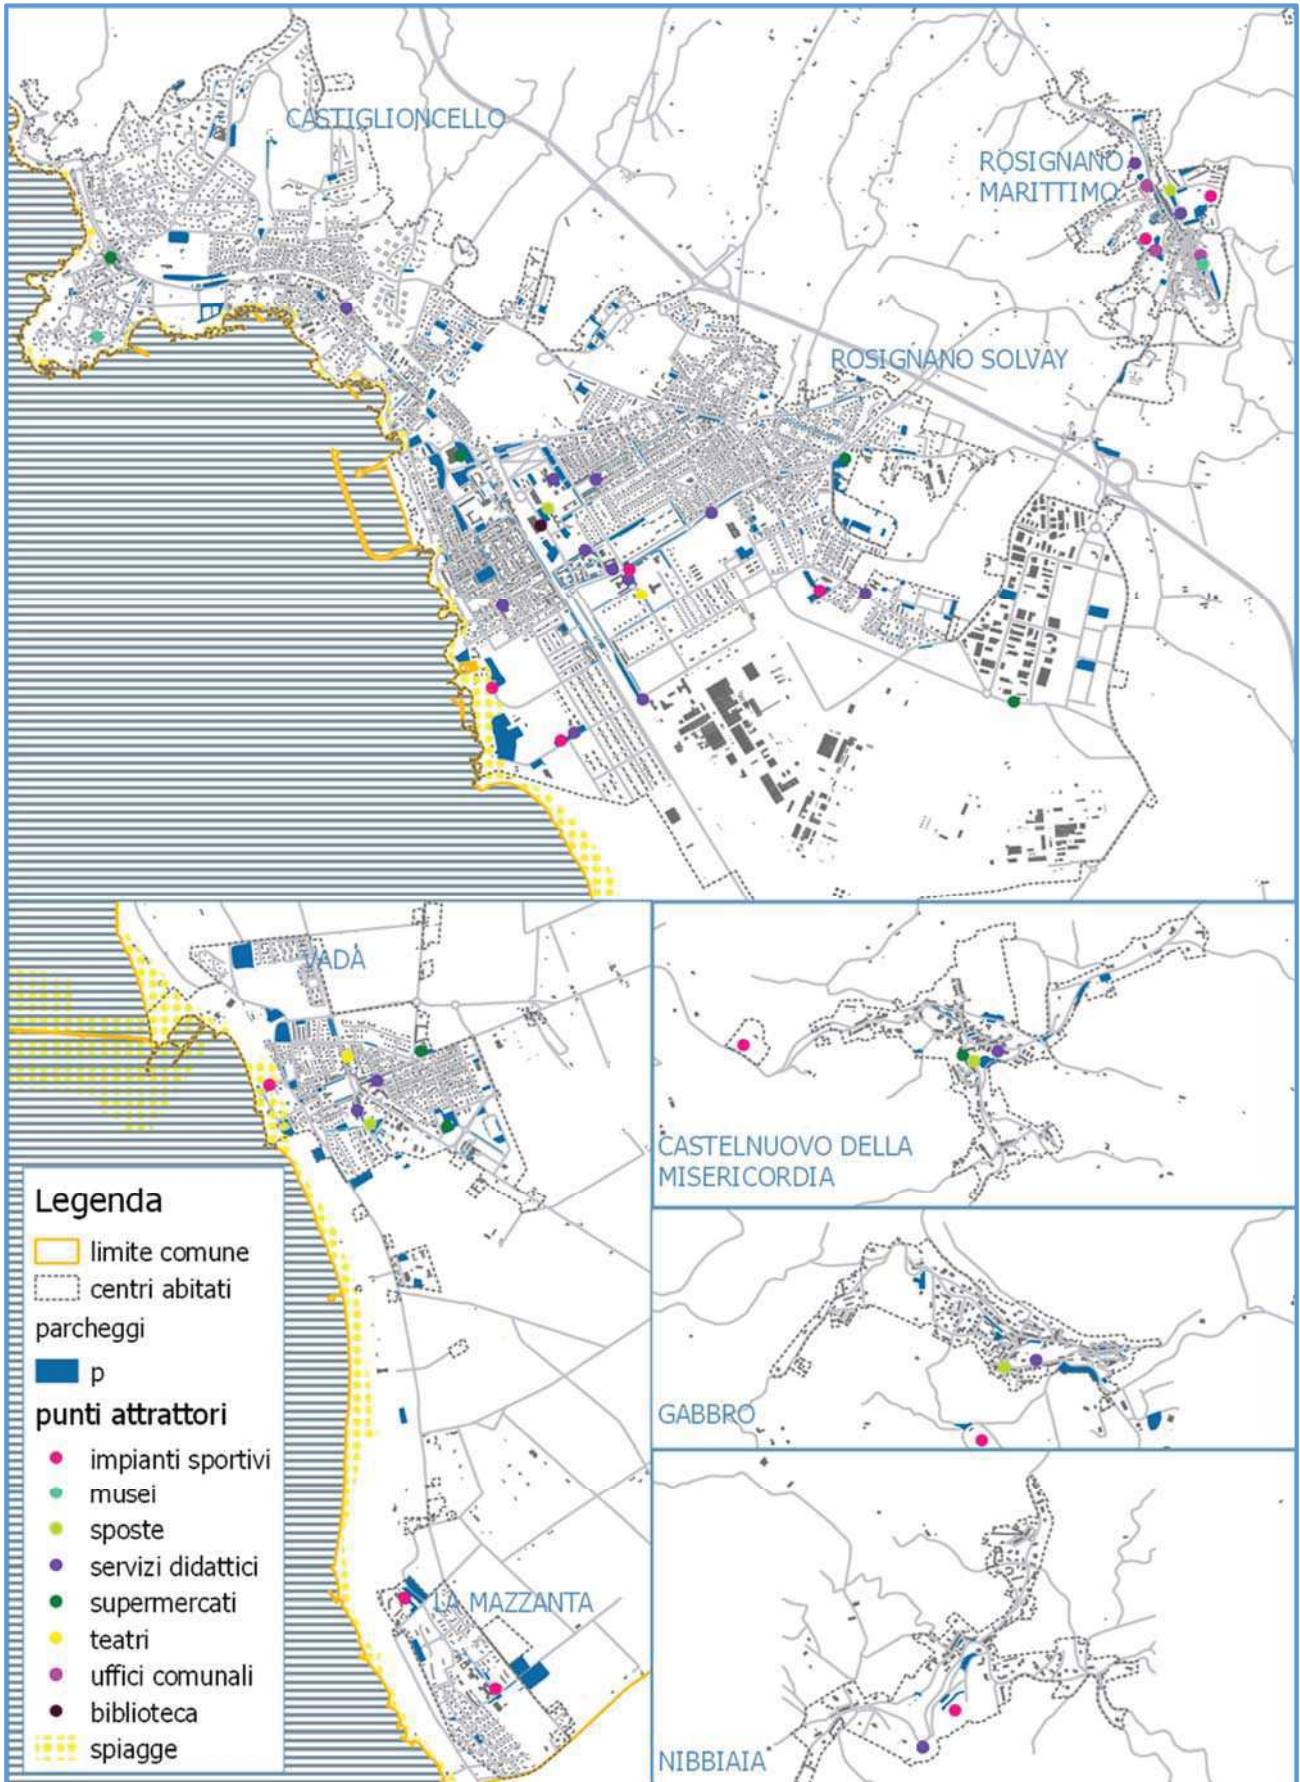 CASTIGLIONCELLO
ROSIGNANO
MARITTIMO
ROSIGNANO SOLVAY
VADA
CASTELNUOVO DELLA
MISERICORDIA
GABBRO
LA MAZZANTA
NIBBIAIA
Legenda
limite comune
centri abitati
parcheggi
p
punti attrattori
impianti sportivi
musei
sposte
servizi didattici
supermercati
teatri
uffici comunali
biblioteca
spiagge